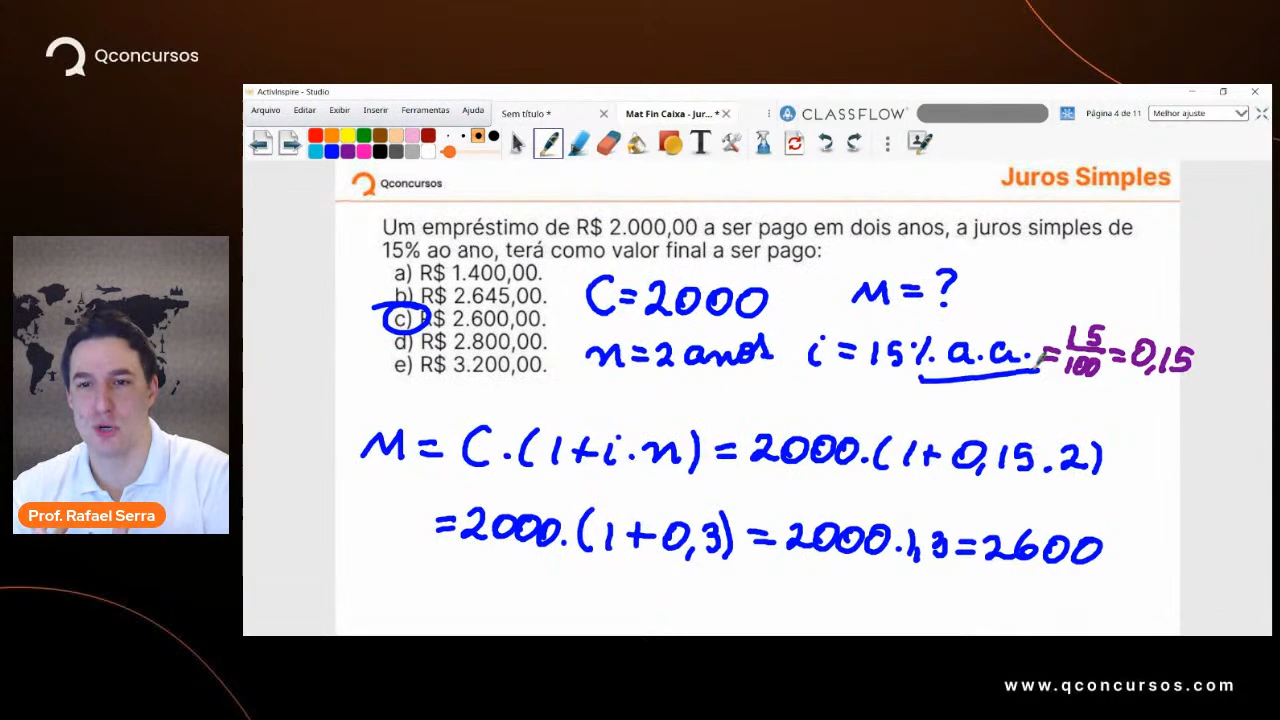 Qconcursos
ActivInspire - Studio
Arquivo Editar Exibir Inserir Ferramentas Ajuda
Sem título *
Mat Fin Caixa - Jur... *
CLASSFLOW
Página 4 de 11
Melhor ajuste
Qconcursos
Juros Simples
Um empréstimo de R$ 2.000,00 a ser pago em dois anos, a juros simples de
15% ao ano, terá como valor final a ser pago:
a) R$ 1.400,00.
b) R$ 2.645,00.
c) R$ 2.600,00.
d) R$ 2.800,00.
e) R$ 3.200,00.
C=2000 M=?
n=2 anos i=15% a.a. = 15/100 = 0,15
M = C.(1+i.n) = 2000.(1+0,15.2)
=2000.(1+0,3) = 2000.1,3 = 2600
Prof. Rafael Serra
www.qconcursos.com